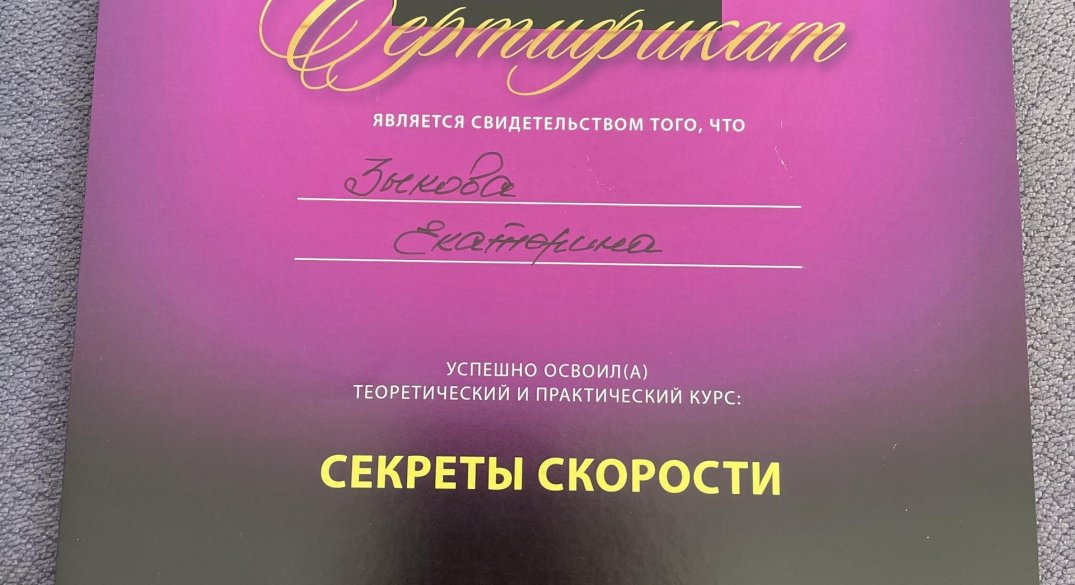 Сертификат
ЯВЛЯЕТСЯ СВИДЕТЕЛЬСТВОМ ТОГО, ЧТО
Зыкова
Екатерина
УСПЕШНО ОСВОИЛ(А)
ТЕОРЕТИЧЕСКИЙ И ПРАКТИЧЕСКИЙ КУРС:
СЕКРЕТЫ СКОРОСТИ